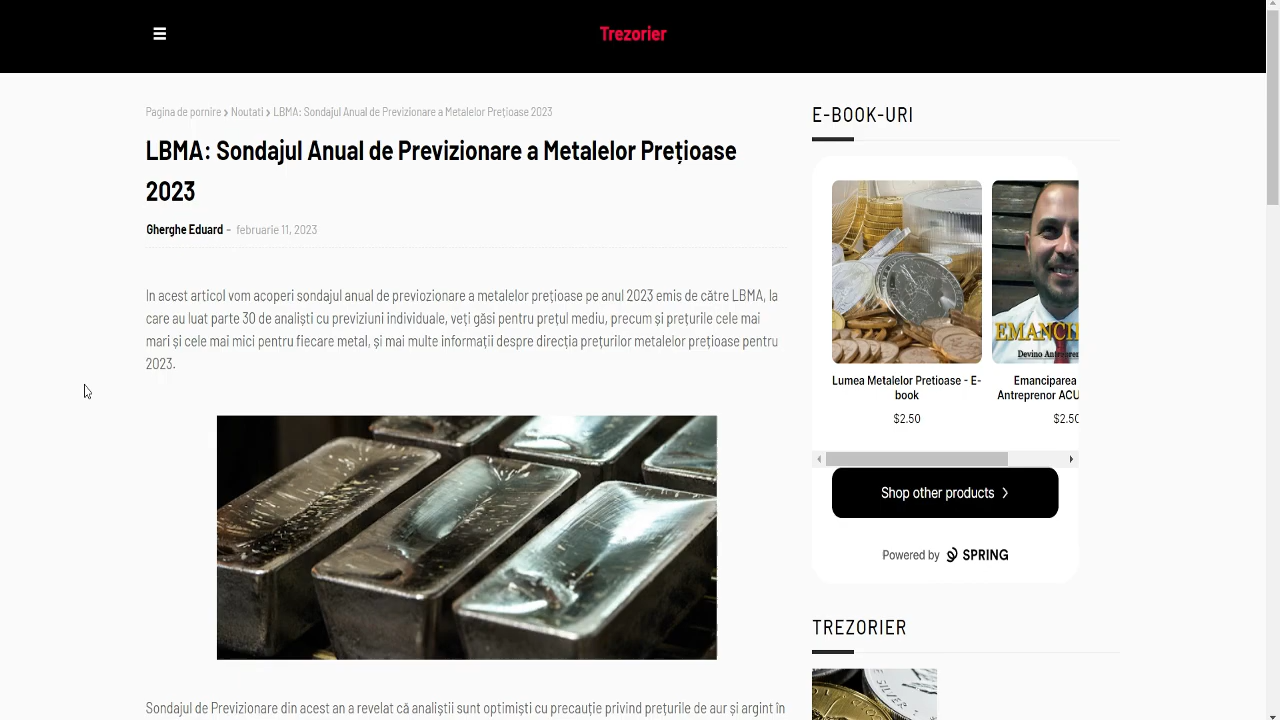 Trezorier
Pagina de pornire › Noutati › LBMA: Sondajul Anual de Previzionare a Metalelor Prețioase 2023
LBMA: Sondajul Anual de Previzionare a Metalelor Prețioase
2023
Gherghe Eduard - februarie 11, 2023
In acest articol vom acoperi sondajul anual de previozionare a metalelor prețioase pe anul 2023 emis de către LBMA, la
care au luat parte 30 de analiști cu previziuni individuale, veți găsi pentru prețul mediu, precum și prețurile cele mai
mari și cele mai mici pentru fiecare metal, și mai multe informații despre direcția prețurilor metalelor prețioase pentru
2023.
Sondajul de Previzionare din acest an a revelat că analiștii sunt optimiști cu precauție privind prețurile de aur și argint în
E-BOOK-URI
EMANCI
Devino Antrepren
Lumea Metalelor Pretioase - E-
book
$2.50
Emanciparea
Antreprenor ACU
$2.50
Shop other products
Powered by SPRING
TREZORIER
SILVER